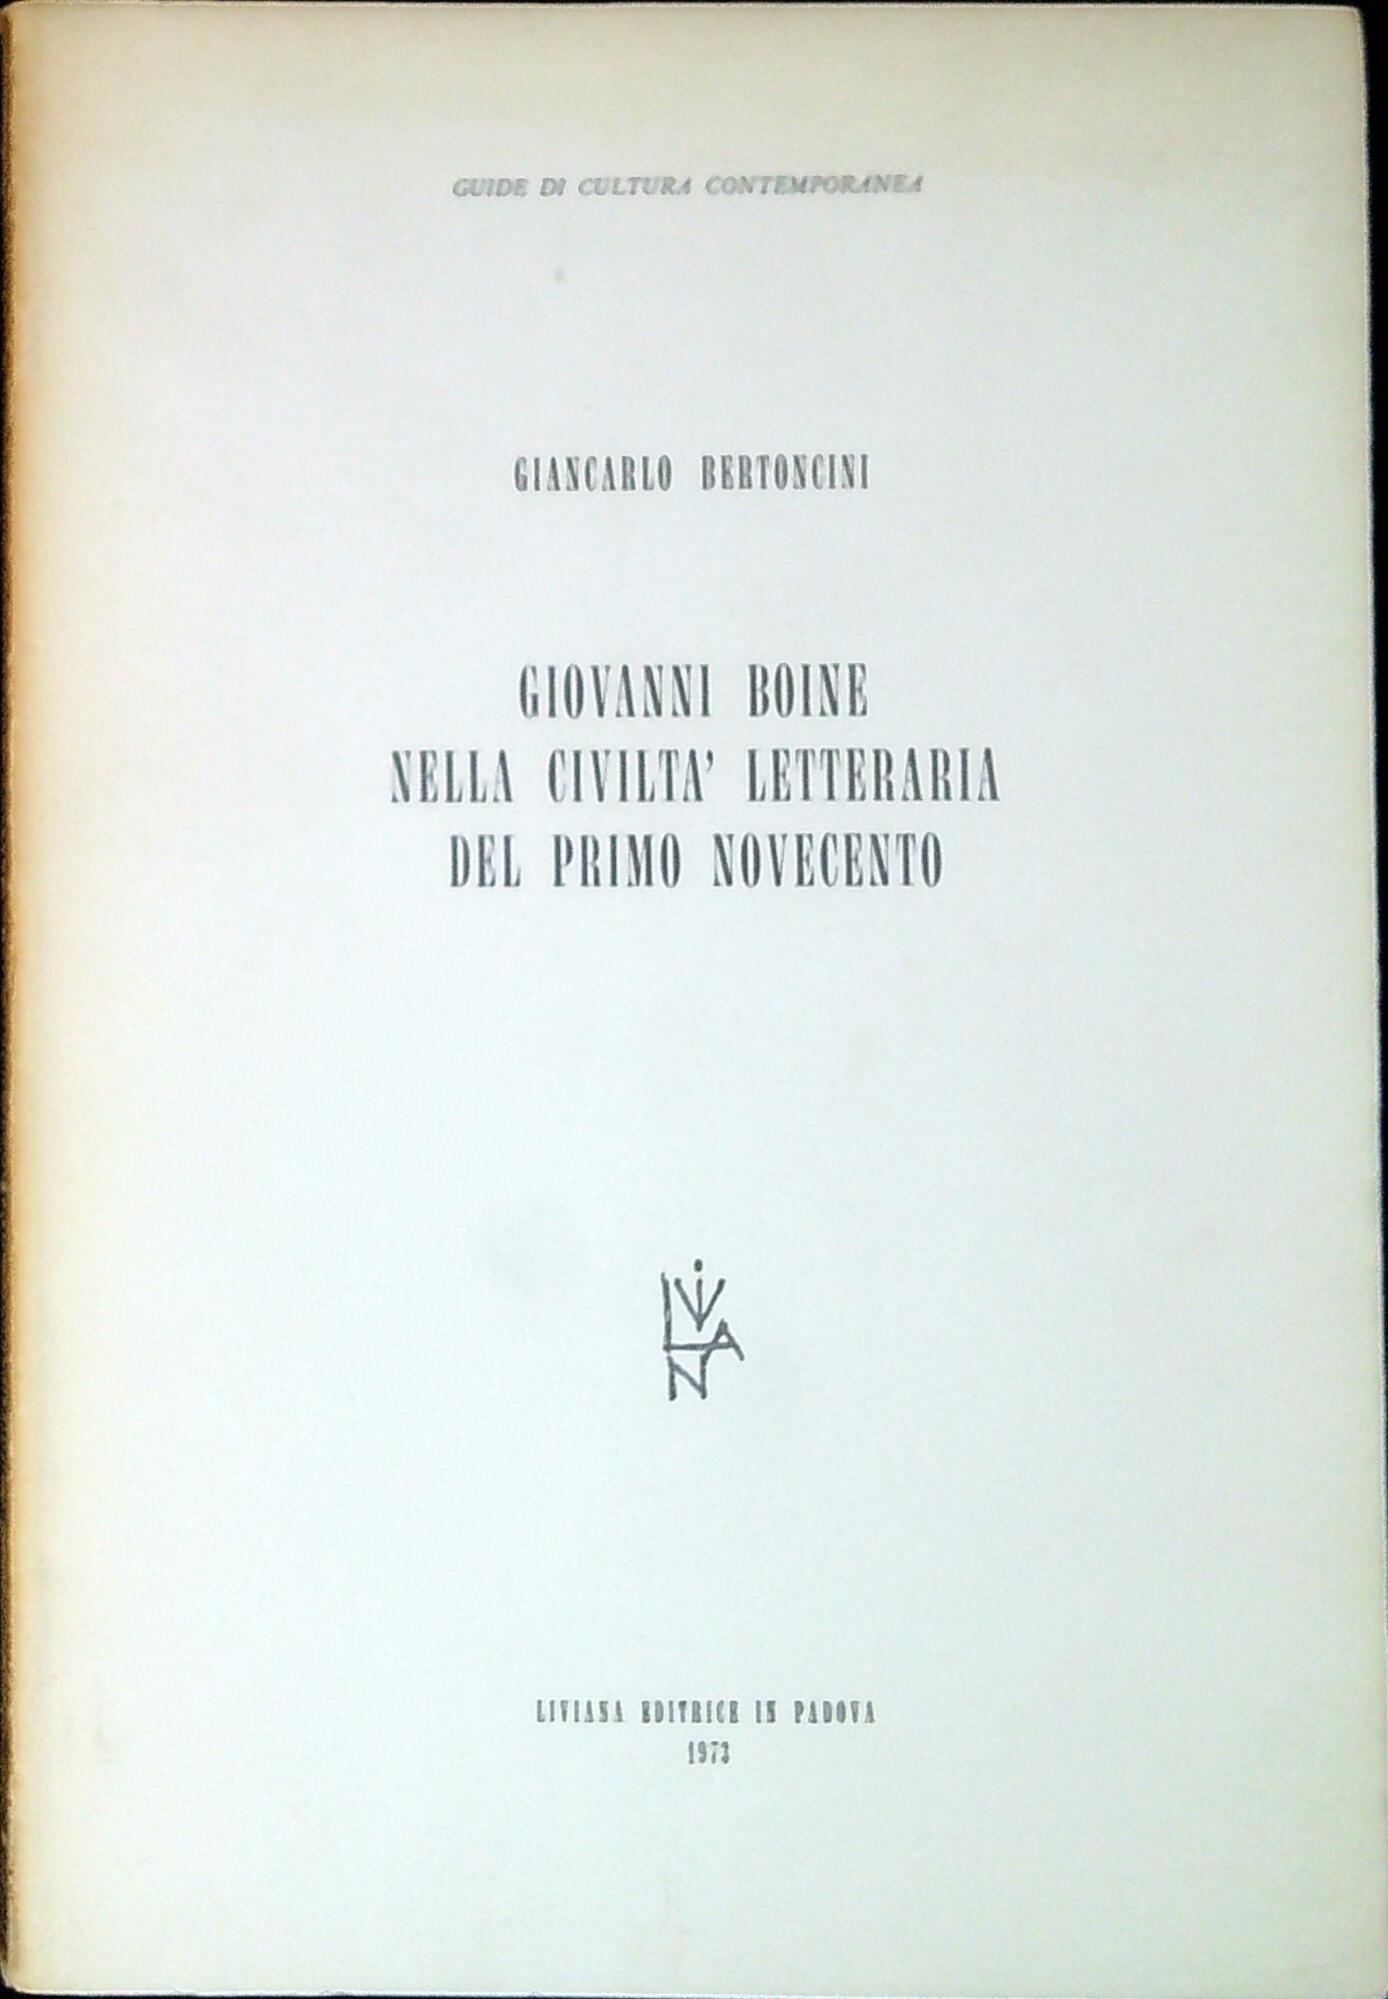 GUIDE DI CULTURA CONTEMPORANEA
GIANCARLO BERTONCINI
GIOVANNI BOINE
NELLA CIVILTA' LETTERARIA
DEL PRIMO NOVECENTO
LIVIAN
LIVIANA EDITRICE IN PADOVA
1973